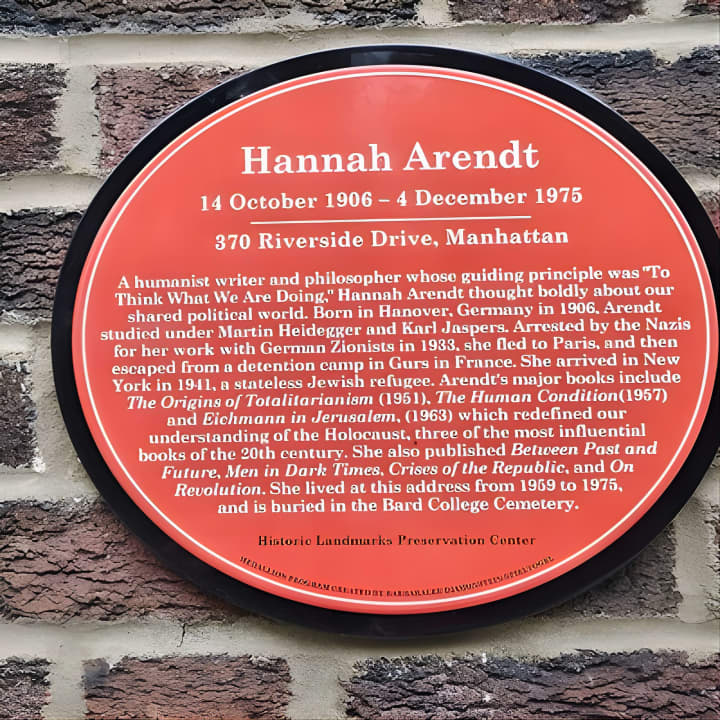 Hannah Arendt
14 October 1906 – 4 December 1975
370 Riverside Drive, Manhattan
A humanist writer and philosopher whose guiding principle was "To
Think What We Are Doing," Hannah Arendt thought boldly about our
shared political world. Born in Hanover, Germany in 1906, Arendt
studied under Martin Heidegger and Karl Jaspers. Arrested by the Nazis
for her work with German Zionists in 1933, she fled to Paris, and then
escaped from a detention camp in Gurs in France. She arrived in New
York in 1941, a stateless Jewish refugee. Arendt's major books include
The Origins of Totalitarianism (1951), The Human Condition(1957)
and Eichmann in Jerusalem, (1963) which redefined our
understanding of the Holocaust, three of the most influential
books of the 20th century. She also published Between Past and
Future, Men in Dark Times, Crises of the Republic, and On
Revolution. She lived at this address from 1959 to 1975,
and is buried in the Bard College Cemetery.
Historic Landmarks Preservation Center
MEDALLION PROGRAM CREATED BY BARBARALEE DIAMONSTEIN-SPIELVOGEL